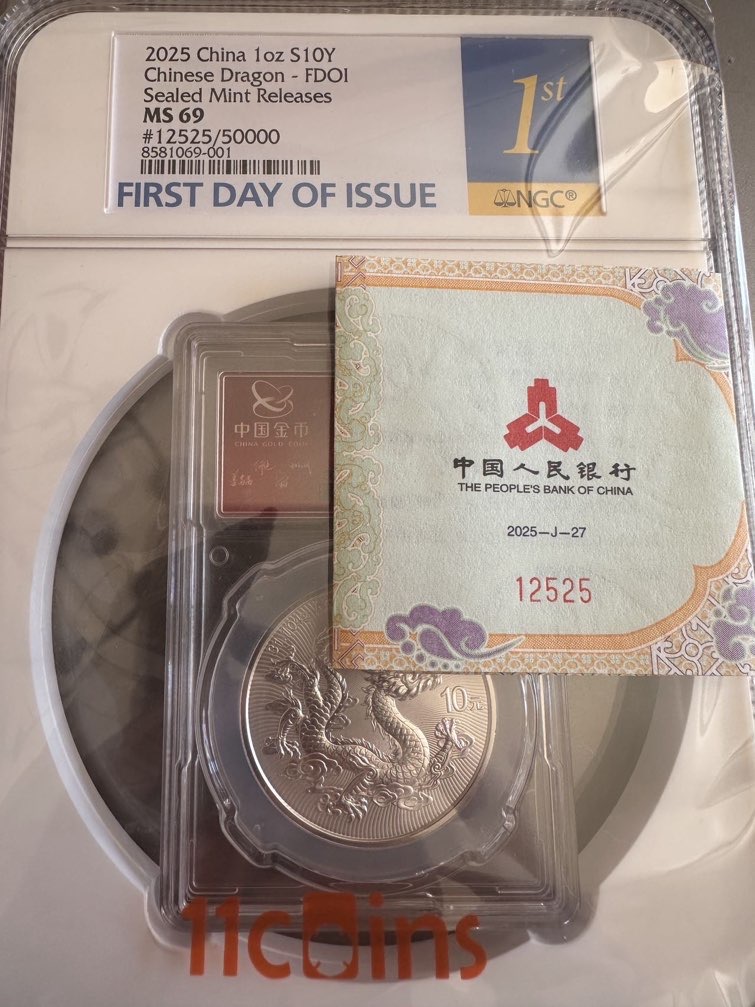 2025 China 1oz S10Y
Chinese Dragon - FDOI
Sealed Mint Releases
MS 69
#12525/50000
8581069-001
FIRST DAY OF ISSUE
1st
NGC®
中国金币
CHINA GOLD COIN
中国人民银行
THE PEOPLE'S BANK OF CHINA
2025-J-27
12525
10元
11coins